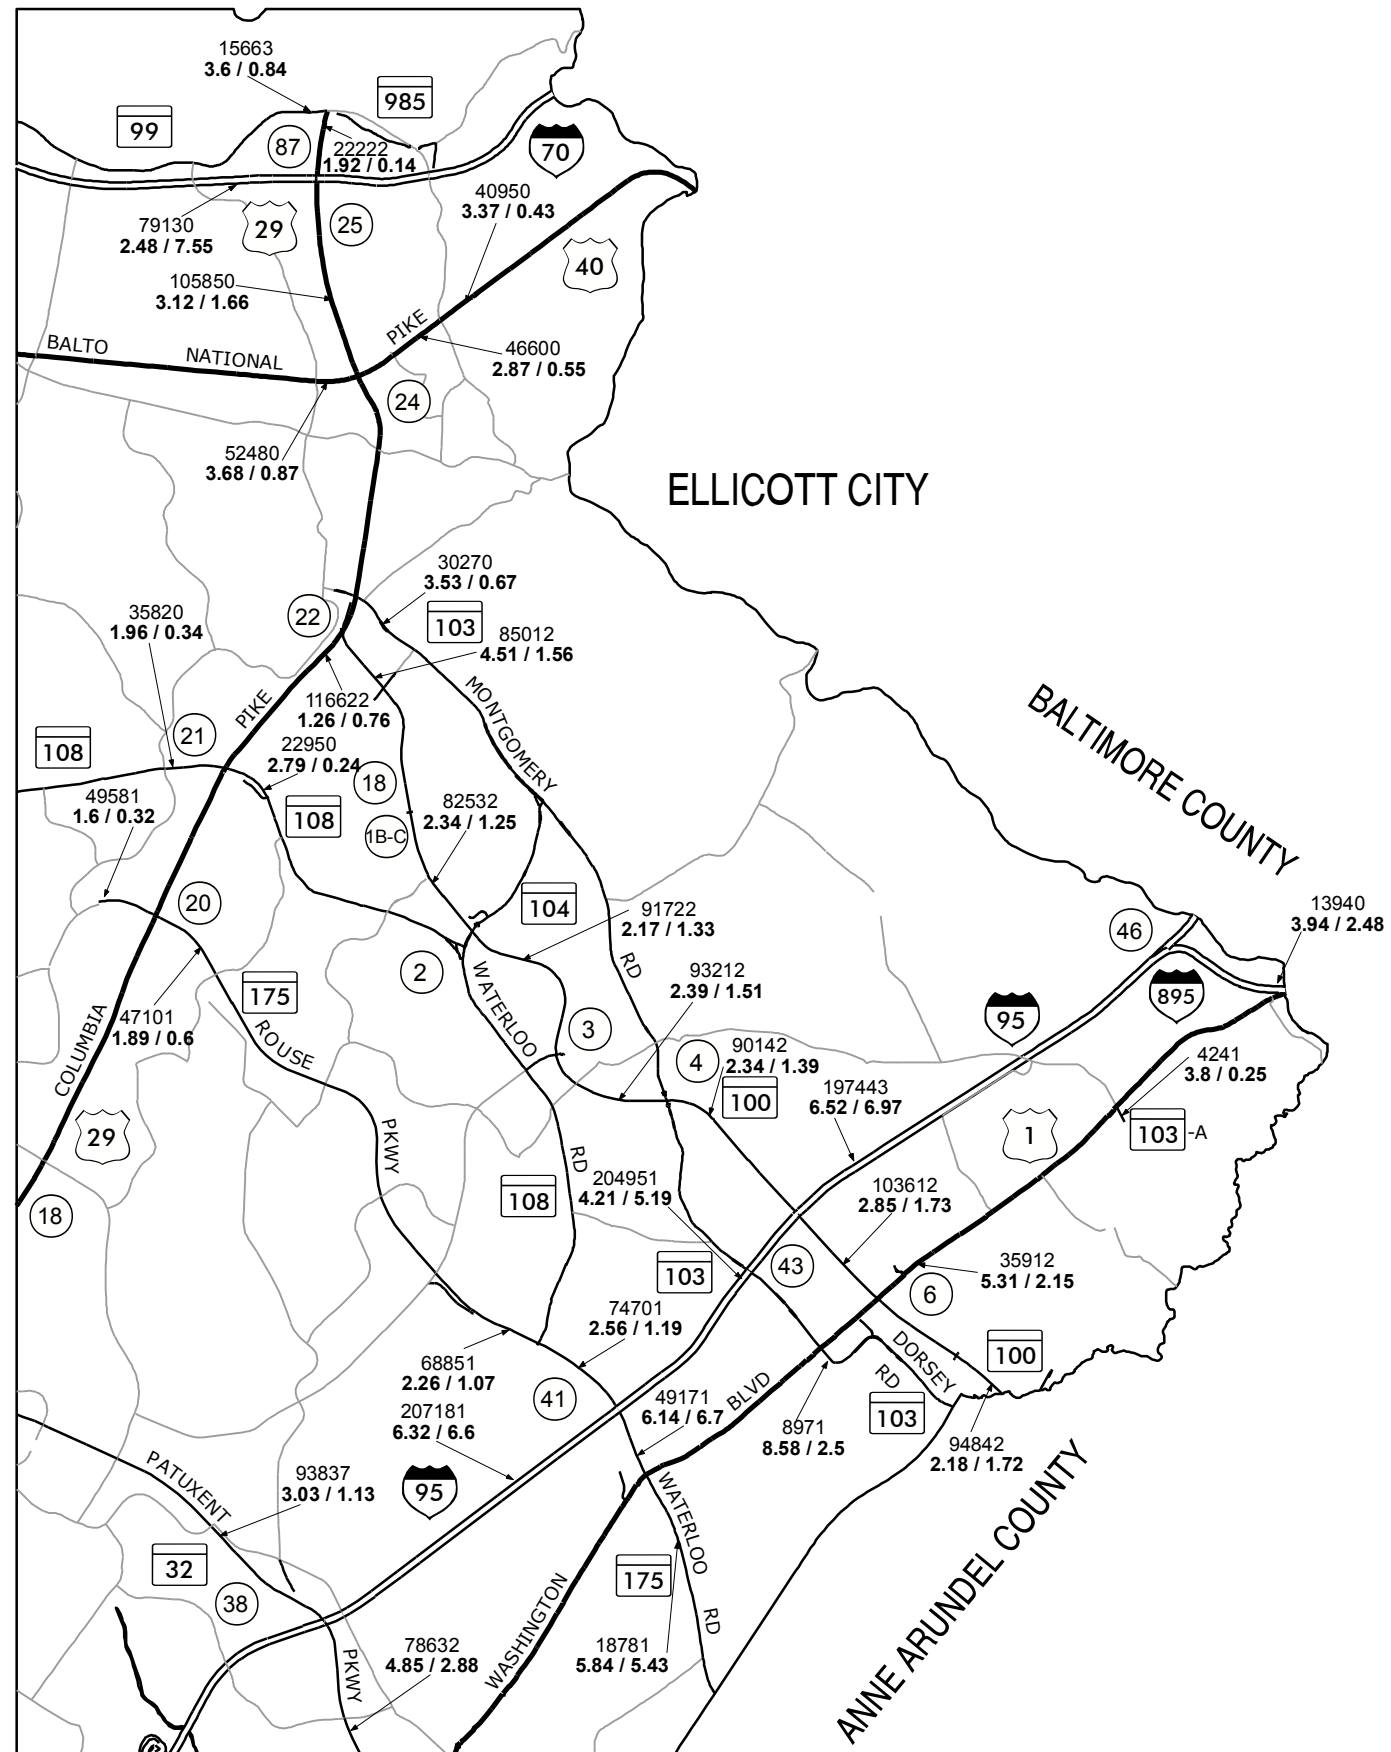 15663
3.6 / 0.84
985
99
87
22222
1.92 / 0.14
70
40950
3.37 / 0.43
79130
2.48 / 7.55
29
25
40
105850
3.12 / 1.66
PIKE
BALTO
NATIONAL
46600
2.87 / 0.55
24
52480
3.68 / 0.87
ELLICOTT CITY
30270
3.53 / 0.67
22
103
35820
1.96 / 0.34
85012
4.51 / 1.56
MONTGOMERY
116622
1.26 / 0.76
PIKE
BALTIMORE COUNTY
21
108
22950
2.79 / 0.24
18
49581
1.6 / 0.32
108
82532
2.34 / 1.25
1B-C
20
104
91722
2.17 / 1.33
13940
3.94 / 2.48
46
2
RD
93212
2.39 / 1.51
175
WATERLOO
895
95
47101
1.89 / 0.6
COLUMBIA
ROUSE
3
4
90142
2.34 / 1.39
4241
3.8 / 0.25
100
197443
6.52 / 6.97
29
PKWY
1
103
-A
RD
204951
4.21 / 5.19
108
103612
2.85 / 1.73
18
103
43
35912
5.31 / 2.15
6
74701
2.56 / 1.19
DORSEY
100
68851
2.26 / 1.07
RD
41
49171
6.14 / 6.7
BLVD
207181
6.32 / 6.6
103
8971
8.58 / 2.5
94842
2.18 / 1.72
PATUXENT
93837
3.03 / 1.13
95
WATERLOO
ANNE ARUNDEL COUNTY
32
175
38
WASHINGTON
RD
78632
4.85 / 2.88
18781
5.84 / 5.43
PKWY